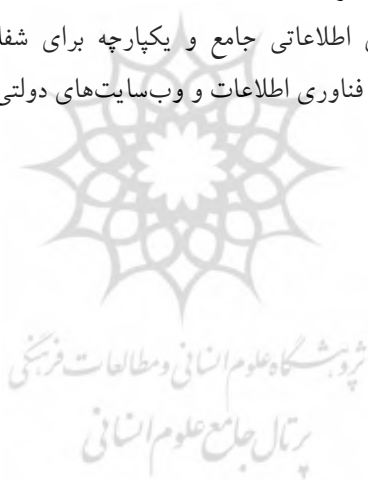 اطلاعاتی جامع و یکپارچه برای
فناوری اطلاعات و وب‌سایت‌های دولتی
پژوهشگاه علوم انسانی و مطالعات فرهنگی
پرتال جامع علوم انسانی